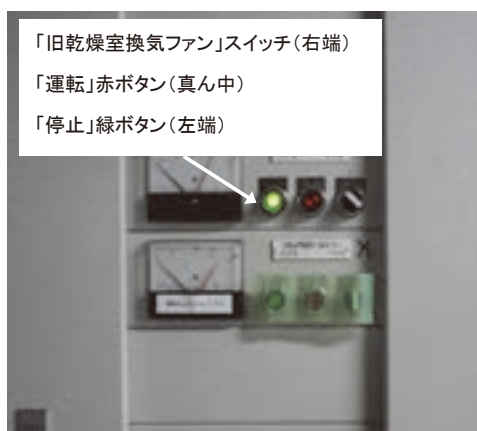 「旧乾燥室換気ファン」スイッチ（右端）
「運転」赤ボタン（真ん中）
「停止」緑ボタン（左端）